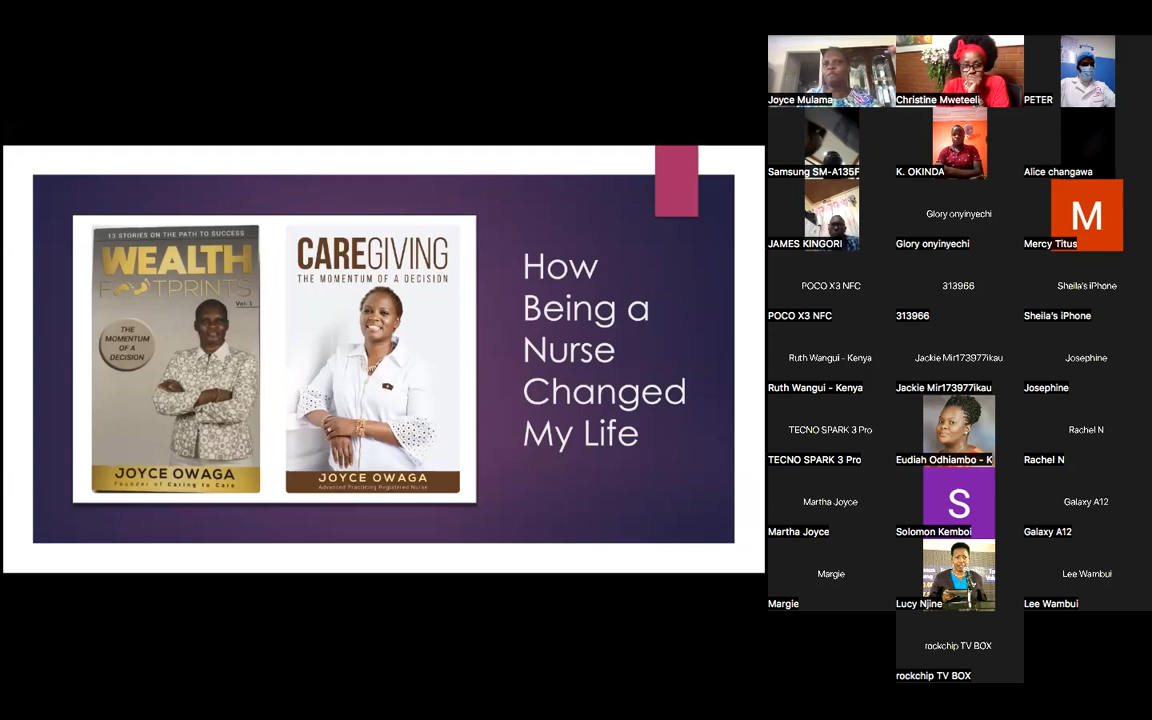 13 STORIES ON THE PATH TO SUCCESS
WEALTH
FOOTPRINTS
Vol: 1
THE
MOMENTUM
OF A
DECISION
JOYCE OWAGA
Founder of Caring to Care
CAREGIVING
THE MOMENTUM OF A DECISION
JOYCE OWAGA
Advanced Practicing Registered Nurse
How
Being a
Nurse
Changed
My Life
Joyce Mulama
Christine Mweteeli
PETER
Samsung SM-A135F
K. OKINDA
Alice changawa
JAMES KINGORI
Glory onyinyechi
Glory onyinyechi
M
Mercy Titus
POCO X3 NFC
POCO X3 NFC
313966
313966
Sheila's iPhone
Sheila's iPhone
Ruth Wangui - Kenya
Ruth Wangui - Kenya
Jackie Mir173977ikau
Jackie Mir173977ikau
Josephine
Josephine
TECNO SPARK 3 Pro
TECNO SPARK 3 Pro
Eudiah Odhiambo - K
Rachel N
Rachel N
Martha Joyce
Martha Joyce
S
Solomon Kemboi
Galaxy A12
Galaxy A12
Margie
Margie
Lucy Njine
Lee Wambui
Lee Wambui
rockchip TV BOX
rockchip TV BOX